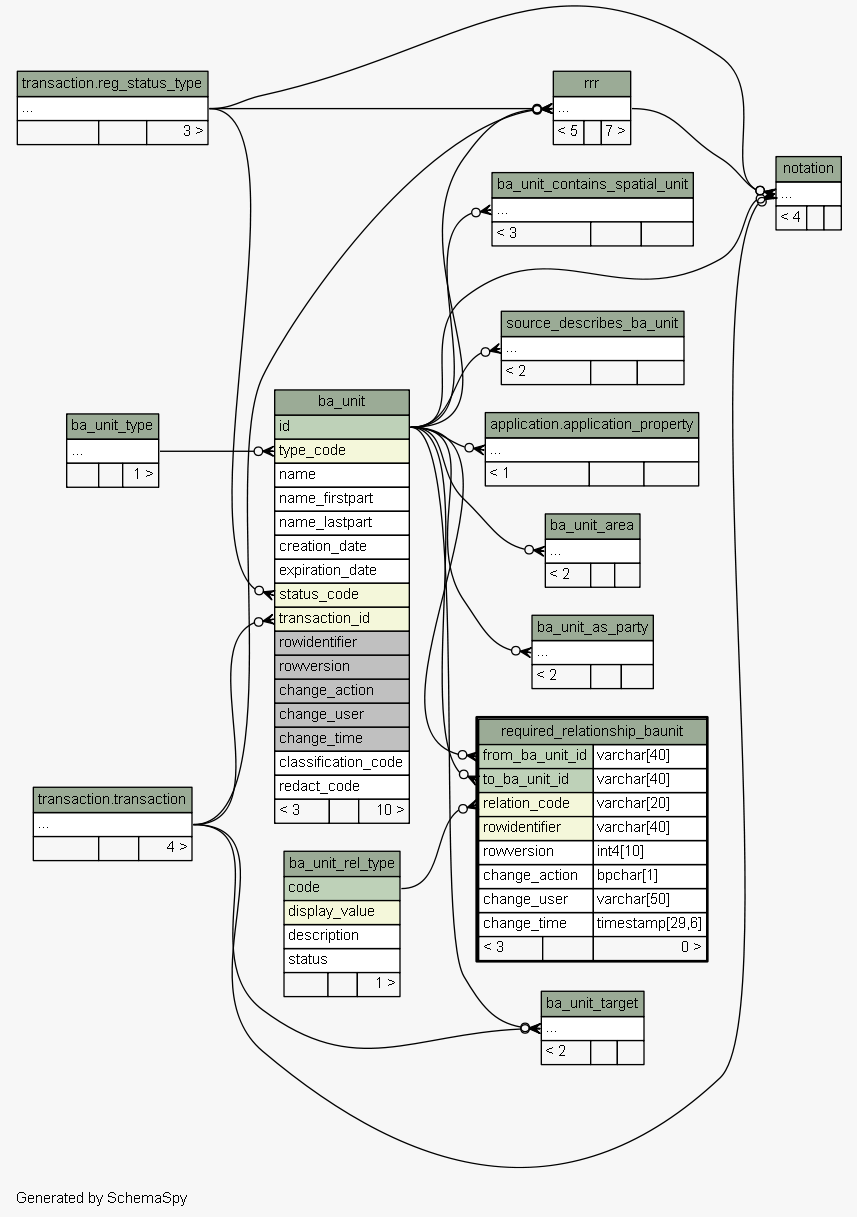 transaction.reg_status_type
...
3 >
rrr
...
< 5 7 >
notation
...
< 4
ba_unit_contains_spatial_unit
...
< 3
source_describes_ba_unit
...
< 2
ba_unit_type
...
1 >
ba_unit
id
type_code
name
name_firstpart
name_lastpart
creation_date
expiration_date
status_code
transaction_id
rowidentifier
rowversion
change_action
change_user
change_time
classification_code
redact_code
< 3 10 >
application.application_property
...
< 1
ba_unit_area
...
< 2
ba_unit_as_party
...
< 2
required_relationship_baunit
from_ba_unit_id varchar[40]
to_ba_unit_id varchar[40]
relation_code varchar[20]
rowidentifier varchar[40]
rowversion int4[10]
change_action bpchar[1]
change_user varchar[50]
change_time timestamp[29,6]
< 3 0 >
transaction.transaction
...
4 >
ba_unit_rel_type
code
display_value
description
status
1 >
ba_unit_target
...
< 2
Generated by SchemaSpy